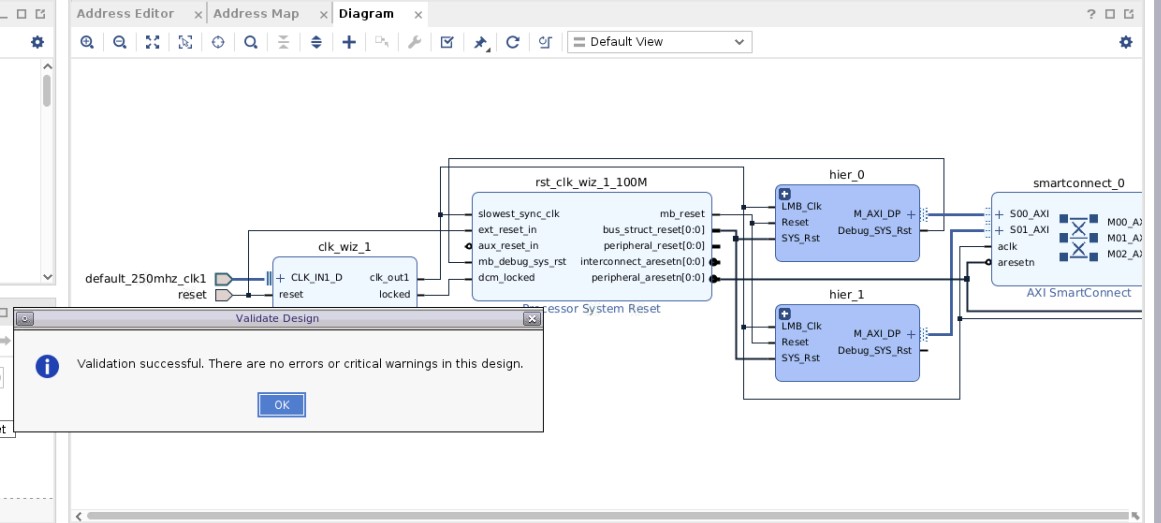 Address Editor × Address Map × Diagram ×
Default View
hier_0
LMB_Clk
Reset
SYS_Rst
M_AXI_DP
Debug_SYS_Rst
smartconnect_0
S00_AXI
S01_AXI
aclk
aresetn
M00_AX
M01_AX
M02_AX
AXI SmartConnect
rst_clk_wiz_1_100M
slowest_sync_clk
ext_reset_in
aux_reset_in
mb_debug_sys_rst
dcm_locked
mb_reset
bus_struct_reset[0:0]
peripheral_reset[0:0]
interconnect_aresetn[0:0]
peripheral_aresetn[0:0]
cessor System Reset
clk_wiz_1
CLK_IN1_D
reset
clk_out1
locked
default_250mhz_clk1
reset
hier_1
LMB_Clk
Reset
SYS_Rst
M_AXI_DP
Debug_SYS_Rst
Validate Design
Validation successful. There are no errors or critical warnings in this design.
OK
et